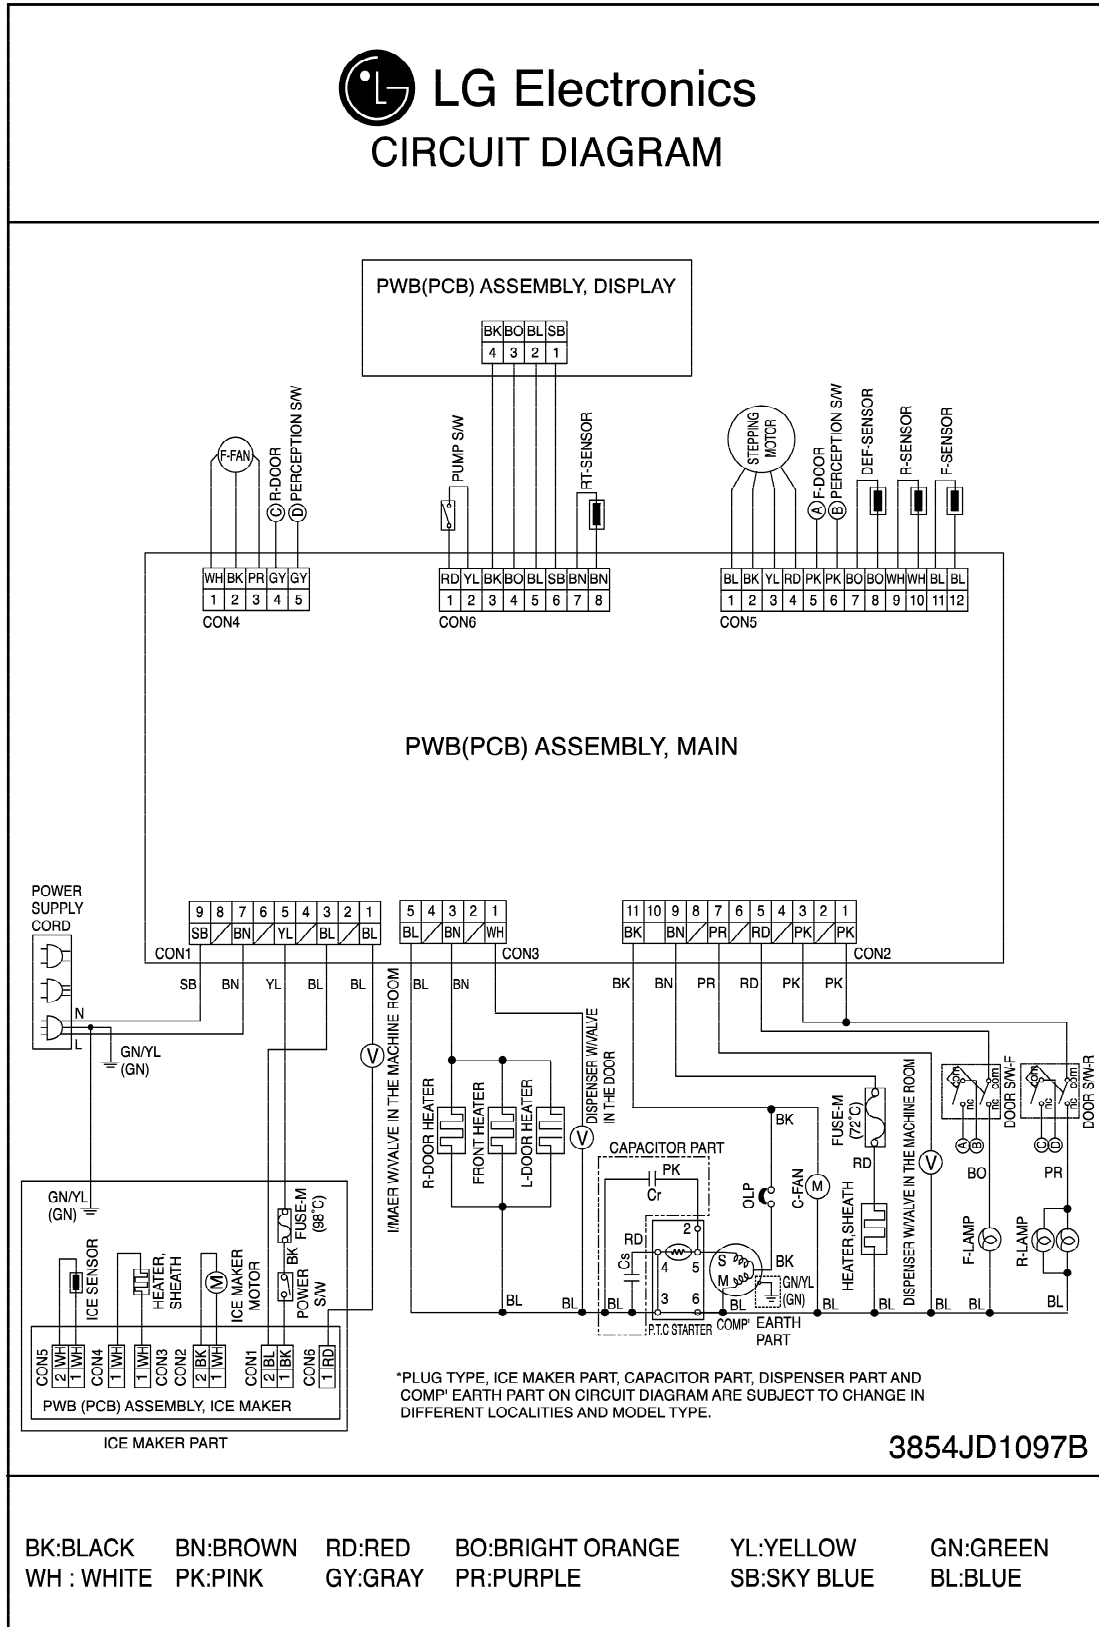 LG Electronics
CIRCUIT DIAGRAM
PWB(PCB) ASSEMBLY, DISPLAY
BK BO BL SB
4 3 2 1
F-FAN
C R-DOOR
D PERCEPTION S/W
PUMP S/W
RT-SENSOR
STEPPING
MOTOR
A F-DOOR
B PERCEPTION S/W
DEF-SENSOR
R-SENSOR
F-SENSOR
WH BK PR GY GY
1 2 3 4 5
CON4
RD YL BK BO BL SB BN BN
1 2 3 4 5 6 7 8
CON6
BL BK YL RD PK PK BO BO WH WH BL BL
1 2 3 4 5 6 7 8 9 10 11 12
CON5
PWB(PCB) ASSEMBLY, MAIN
POWER
SUPPLY
CORD
N
L
GN/YL
(GN)
9 8 7 6 5 4 3 2 1
SB BN YL BL BL
CON1
5 4 3 2 1
BL BN WH
CON3
11 10 9 8 7 6 5 4 3 2 1
BK BN PR RD PK PK
CON2
SB BN YL BL BL
BL BN
BK BN PR RD PK PK
V
I/MAER W/VALVE IN THE MACHINE ROOM
R-DOOR HEATER
FRONT HEATER
L-DOOR HEATER
V
DISPENSER W/VALVE
IN THE DOOR
CAPACITOR PART
PK
Cr
RD
Cs
2
4 5
3 6
P.T.C STARTER
S
M
COMP'
OLP
BK
BK
GN/YL
(GN)
EARTH
PART
C-FAN
M
FUSE-M
(72°C)
RD
HEATER,SHEATH
DISPENSER W/VALVE IN THE MACHINE ROOM
V
com
nc
com
nc
DOOR S/W-F
A B
BO
F-LAMP
com
nc
com
nc
DOOR S/W-R
C D
PR
R-LAMP
BL BL BL BL BL BL BL BL
GN/YL
(GN)
FUSE-M
(98°C)
BK
POWER
S/W
ICE SENSOR
HEATER,
SHEATH
M
ICE MAKER
MOTOR
CON5
2 WH
1 WH
CON4
1 WH
1 WH
CON3
CON2
2 BK
1 WH
CON1
2 BL
1 BK
CON6
1 RD
PWB (PCB) ASSEMBLY, ICE MAKER
ICE MAKER PART
*PLUG TYPE, ICE MAKER PART, CAPACITOR PART, DISPENSER PART AND
COMP' EARTH PART ON CIRCUIT DIAGRAM ARE SUBJECT TO CHANGE IN
DIFFERENT LOCALITIES AND MODEL TYPE.
3854JD1097B
BK:BLACK BN:BROWN RD:RED BO:BRIGHT ORANGE YL:YELLOW GN:GREEN
WH : WHITE PK:PINK GY:GRAY PR:PURPLE SB:SKY BLUE BL:BLUE